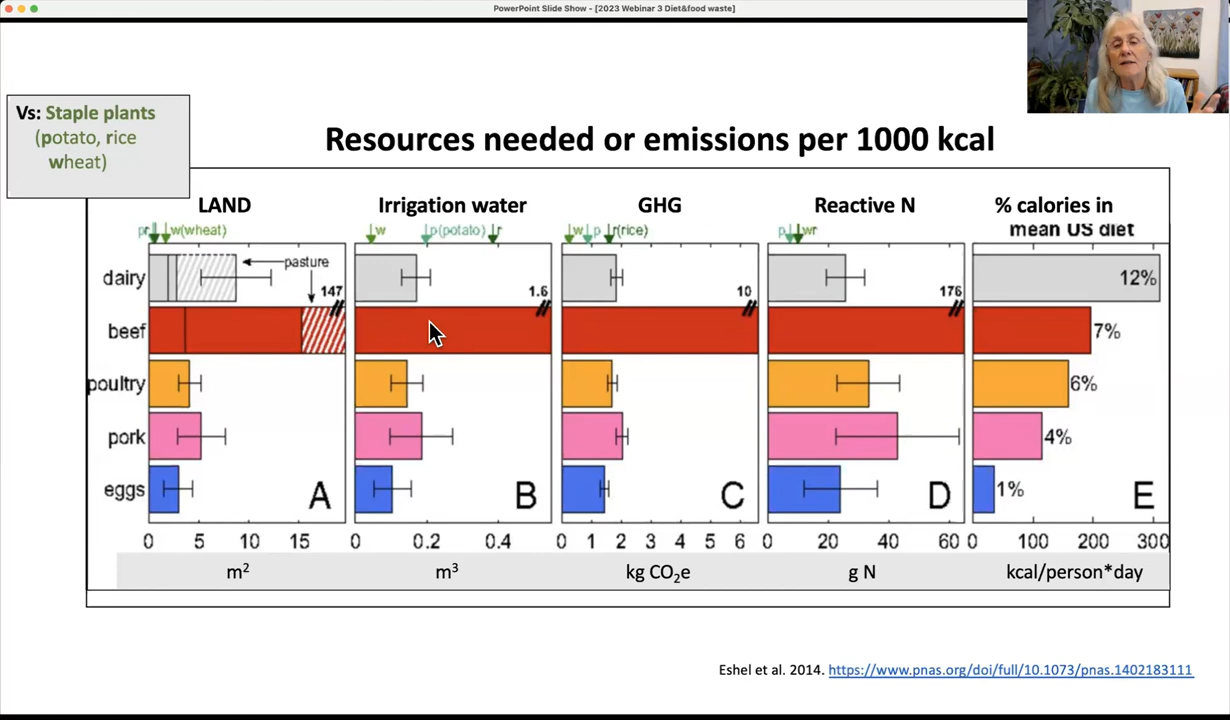 PowerPoint Slide Show - [2023 Webinar 3 Diet&food waste]
Vs: Staple plants
(potato, rice
wheat)
Resources needed or emissions per 1000 kcal
LAND
Irrigation water
GHG
Reactive N
% calories in
mean US diet
pr w(wheat)
w p(potato) r
w p r(rice)
p wr
dairy
pasture
147
1.6
10
176
12%
beef
7%
poultry
6%
pork
4%
eggs
A
B
C
D
1% E
0 5 10 15
0 0.2 0.4
0 1 2 3 4 5 6
0 20 40 60
0 100 200 300
m²
m³
kg CO₂e
g N
kcal/person*day
Eshel et al. 2014. https://www.pnas.org/doi/full/10.1073/pnas.1402183111